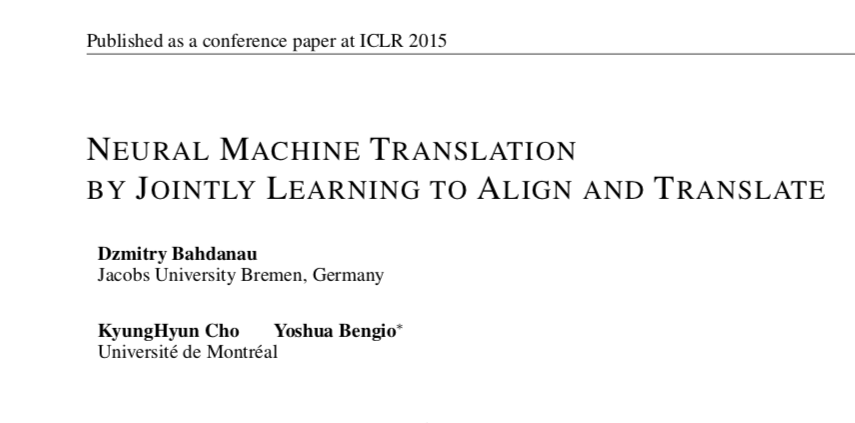 Published as a conference paper at ICLR 2015
NEURAL MACHINE TRANSLATION
BY JOINTLY LEARNING TO ALIGN AND TRANSLATE
Dzmitry Bahdanau
Jacobs University Bremen, Germany
KyungHyun Cho Yoshua Bengio*
Université de Montréal